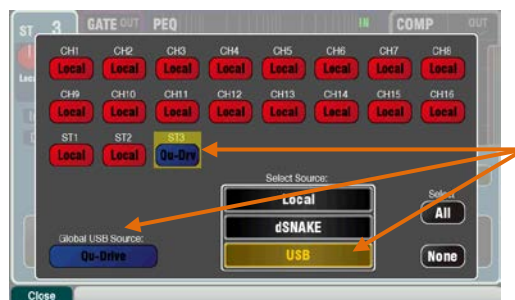 ST 3 GATE OUT PEQ IN COMP OUT
CH1 CH2 CH3 CH4 CH5 CH6 CH7 CH8
Local Local Local Local Local Local Local Local
CH9 CH10 CH11 CH12 CH13 CH14 CH15 CH16
Local Local Local Local Local Local Local Local
ST1 ST2 ST3
Local Local Qu-Drv
Select Source:
Local
Select
All
dSNAKE
Global USB Source:
Qu-Drive
USB
None
Close